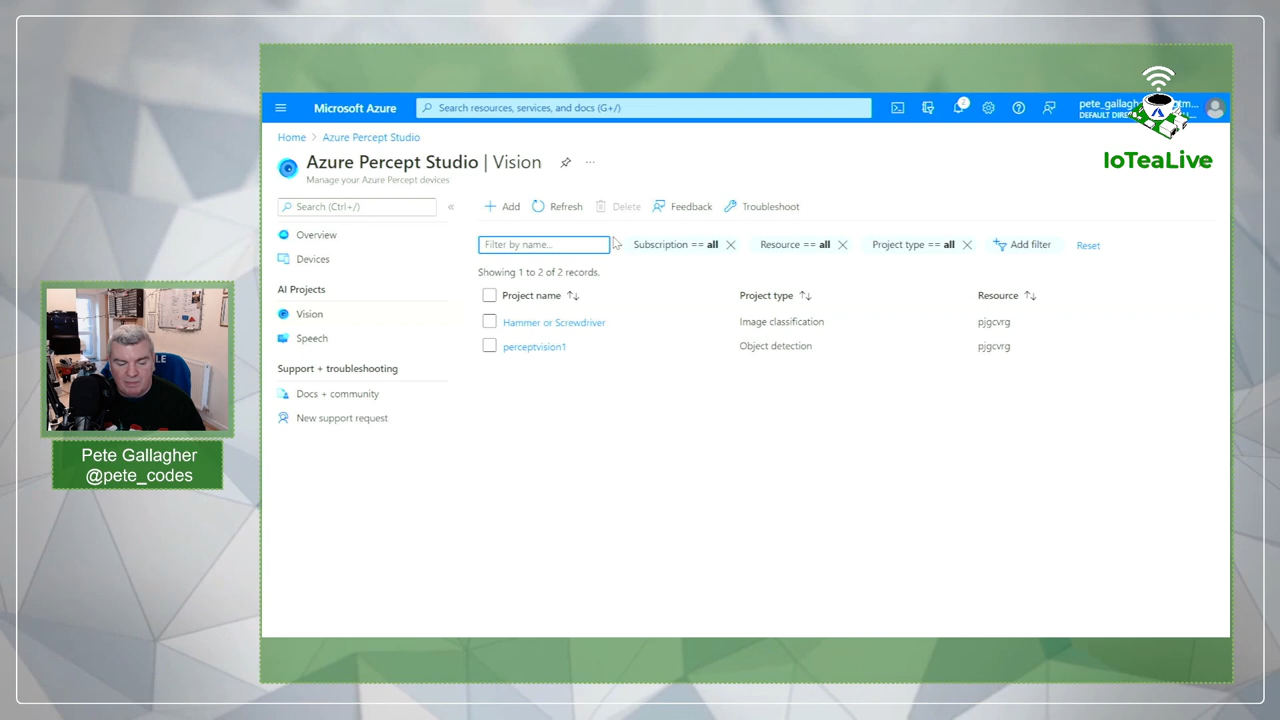 Microsoft Azure
Search resources, services, and docs (G+/)
2
pete_gallagh
DEFAULT DIRE
Home > Azure Percept Studio
Azure Percept Studio | Vision
Manage your Azure Percept devices
IoTeaLive
Search (Ctrl+/)
«
Add
Refresh
Delete
Feedback
Troubleshoot
Overview
Devices
AI Projects
Vision
Speech
Support + troubleshooting
Docs + community
New support request
Filter by name...
Subscription == all
Resource == all
Project type == all
Add filter
Reset
Showing 1 to 2 of 2 records.
Project name
Project type
Resource
Hammer or Screwdriver
Image classification
pjgcvrg
perceptvision1
Object detection
pjgcvrg
Pete Gallagher
@pete_codes